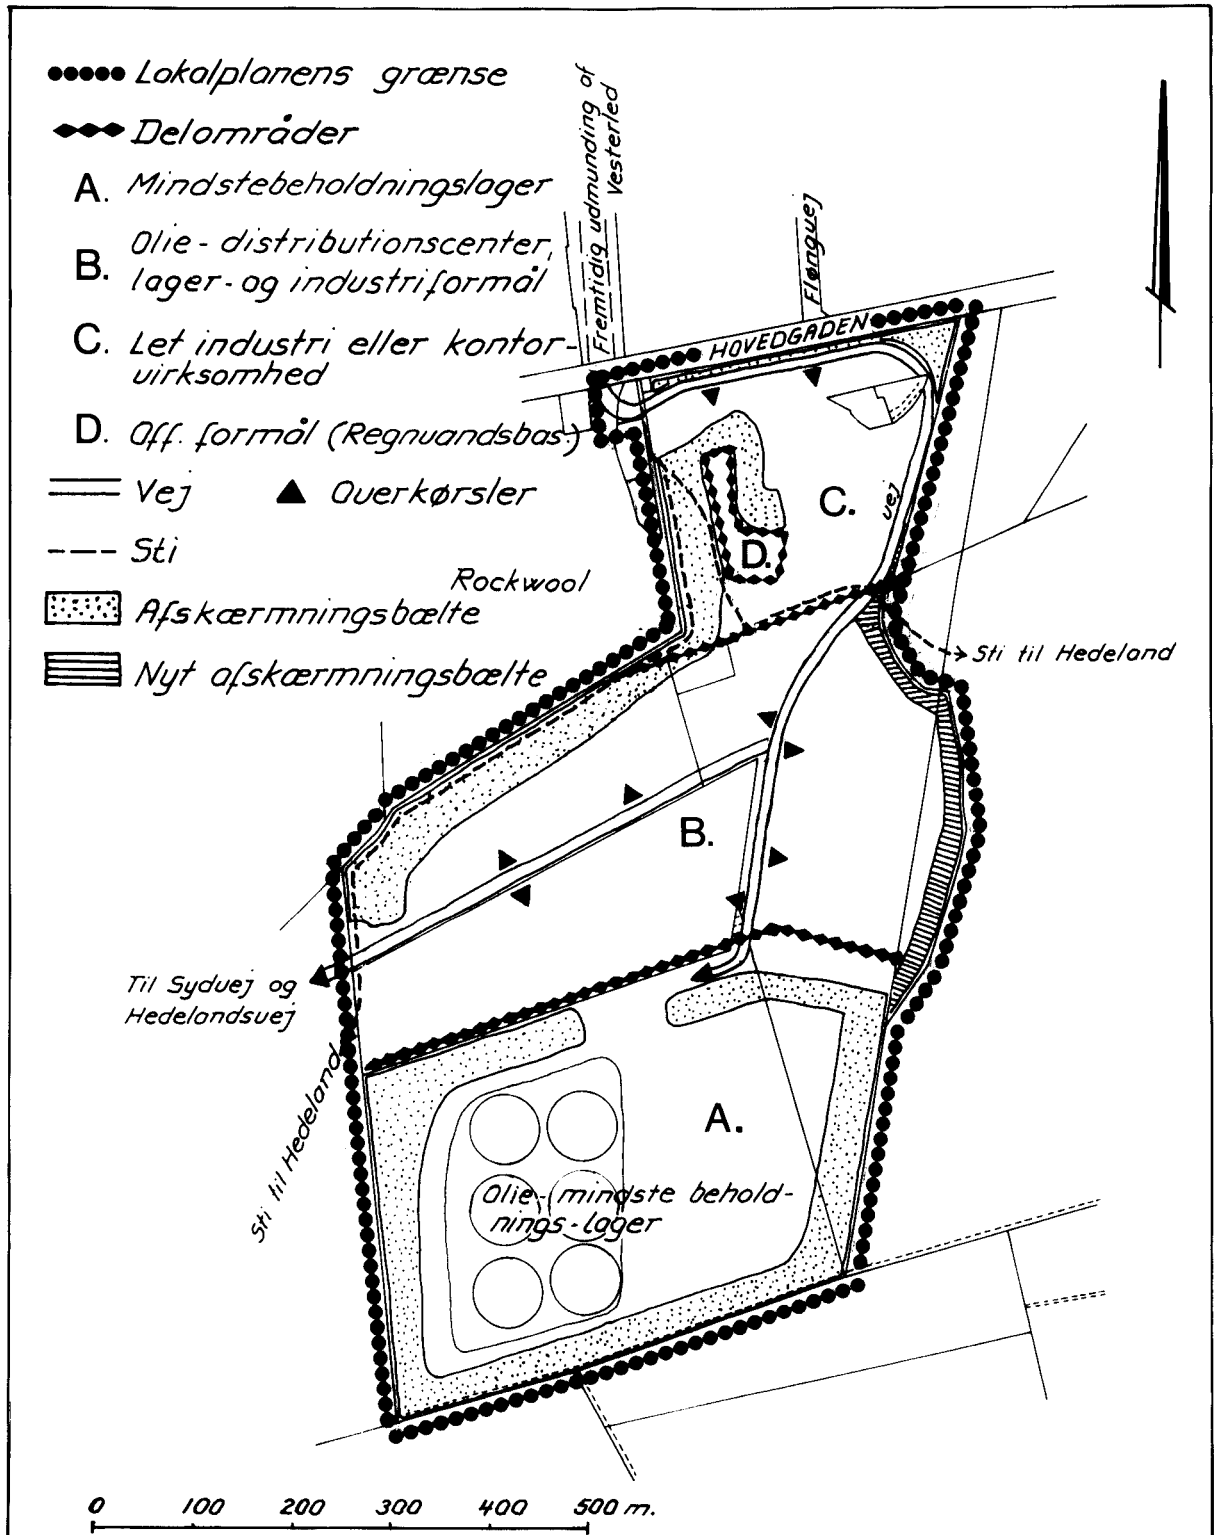 Lokalplanens grænse
Delområder
A. Mindstebeholdningslager
B. Olie-distributionscenter,
lager- og industriformål
C. Let industri eller kontor-
virksomhed
D. Off. formål (Regnvandsbas.)
Vej
Overkørsler
Sti
Rockwool
Afskærmningsbælte
Nyt afskærmningsbælte
Fremtidig udmunding af
Vesterled
Fløngvej
HOVEDGADEN
C.
vej
D.
Sti til Hedeland
B.
Til Sydvej og
Hedelandsvej
Sti til Hedeland
A.
Olie-(mindste behold-
nings-lager
0 100 200 300 400 500 m.